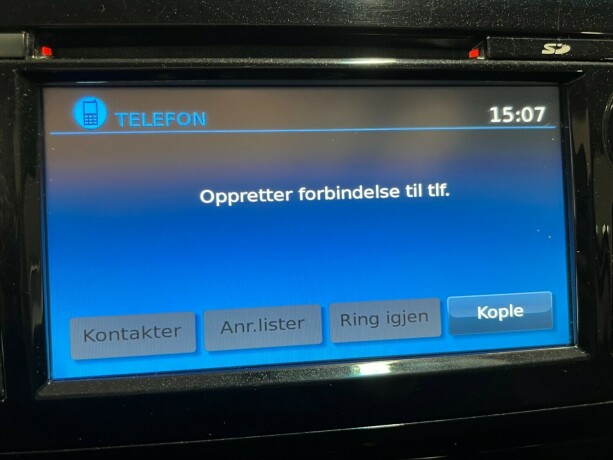 SD
TELEFON
15:07
Oppretter forbindelse til tlf.
Kontakter
Anr.lister
Ring igjen
Kople